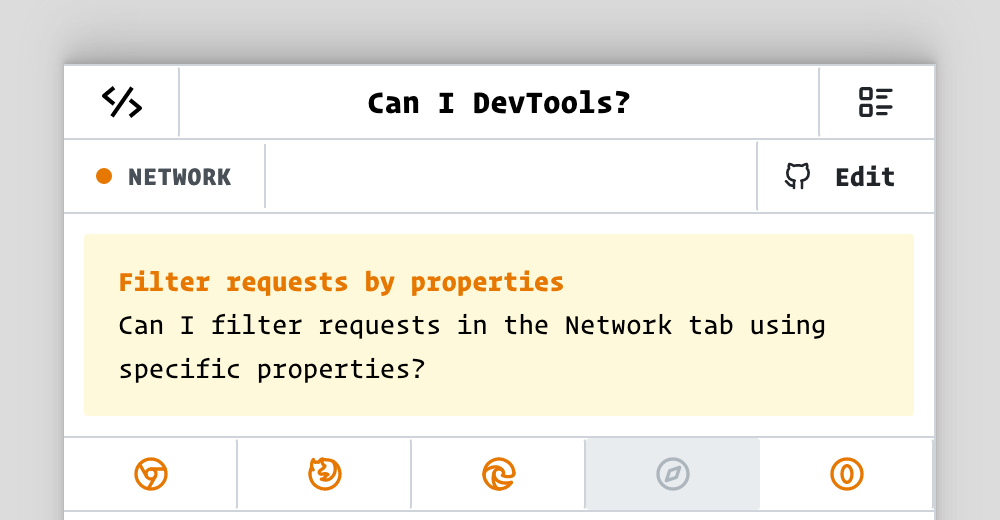 Can I DevTools?
NETWORK
Edit
Filter requests by properties
Can I filter requests in the Network tab using
specific properties?